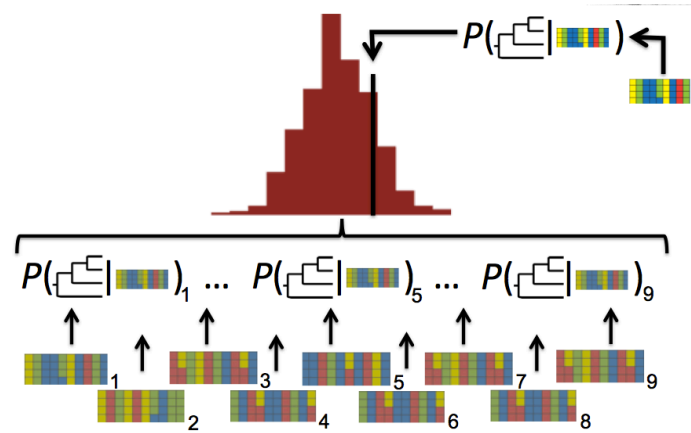 P( | )
P( | )1 ... P( | )5 ... P( | )9
1 3 5 7 9
2 4 6 8